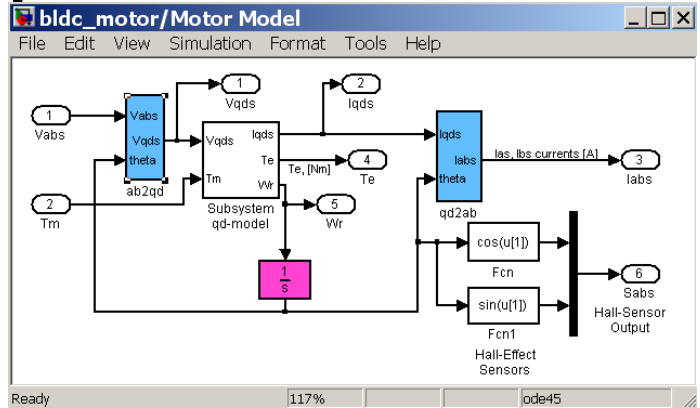 bldc_motor/Motor Model
File Edit View Simulation Format Tools Help
1
Vqds
2
Iqds
1
Vabs
Vabs
Vqds
theta
ab2qd
Vqds
Tm
Iqds
Te
Wr
Subsystem
qd-model
Te, [Nm]
4
Te
5
Wr
2
Tm
1
s
Iqds
Iabs
theta
qd2ab
Ias, Ibs currents [A]
3
Iabs
cos(u[1])
Fcn
sin(u[1])
Fcn1
Hall-Effect
Sensors
6
Sabs
Hall-Sensor
Output
Ready 117% ode45